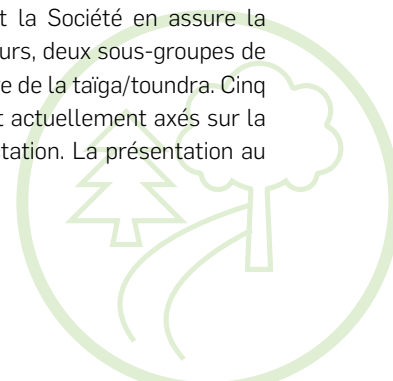 t la Société en assure la
urs, deux sous-groupes de
e de la taïga/toundra. Cinq
t actuellement axés sur la
tation. La présentation au